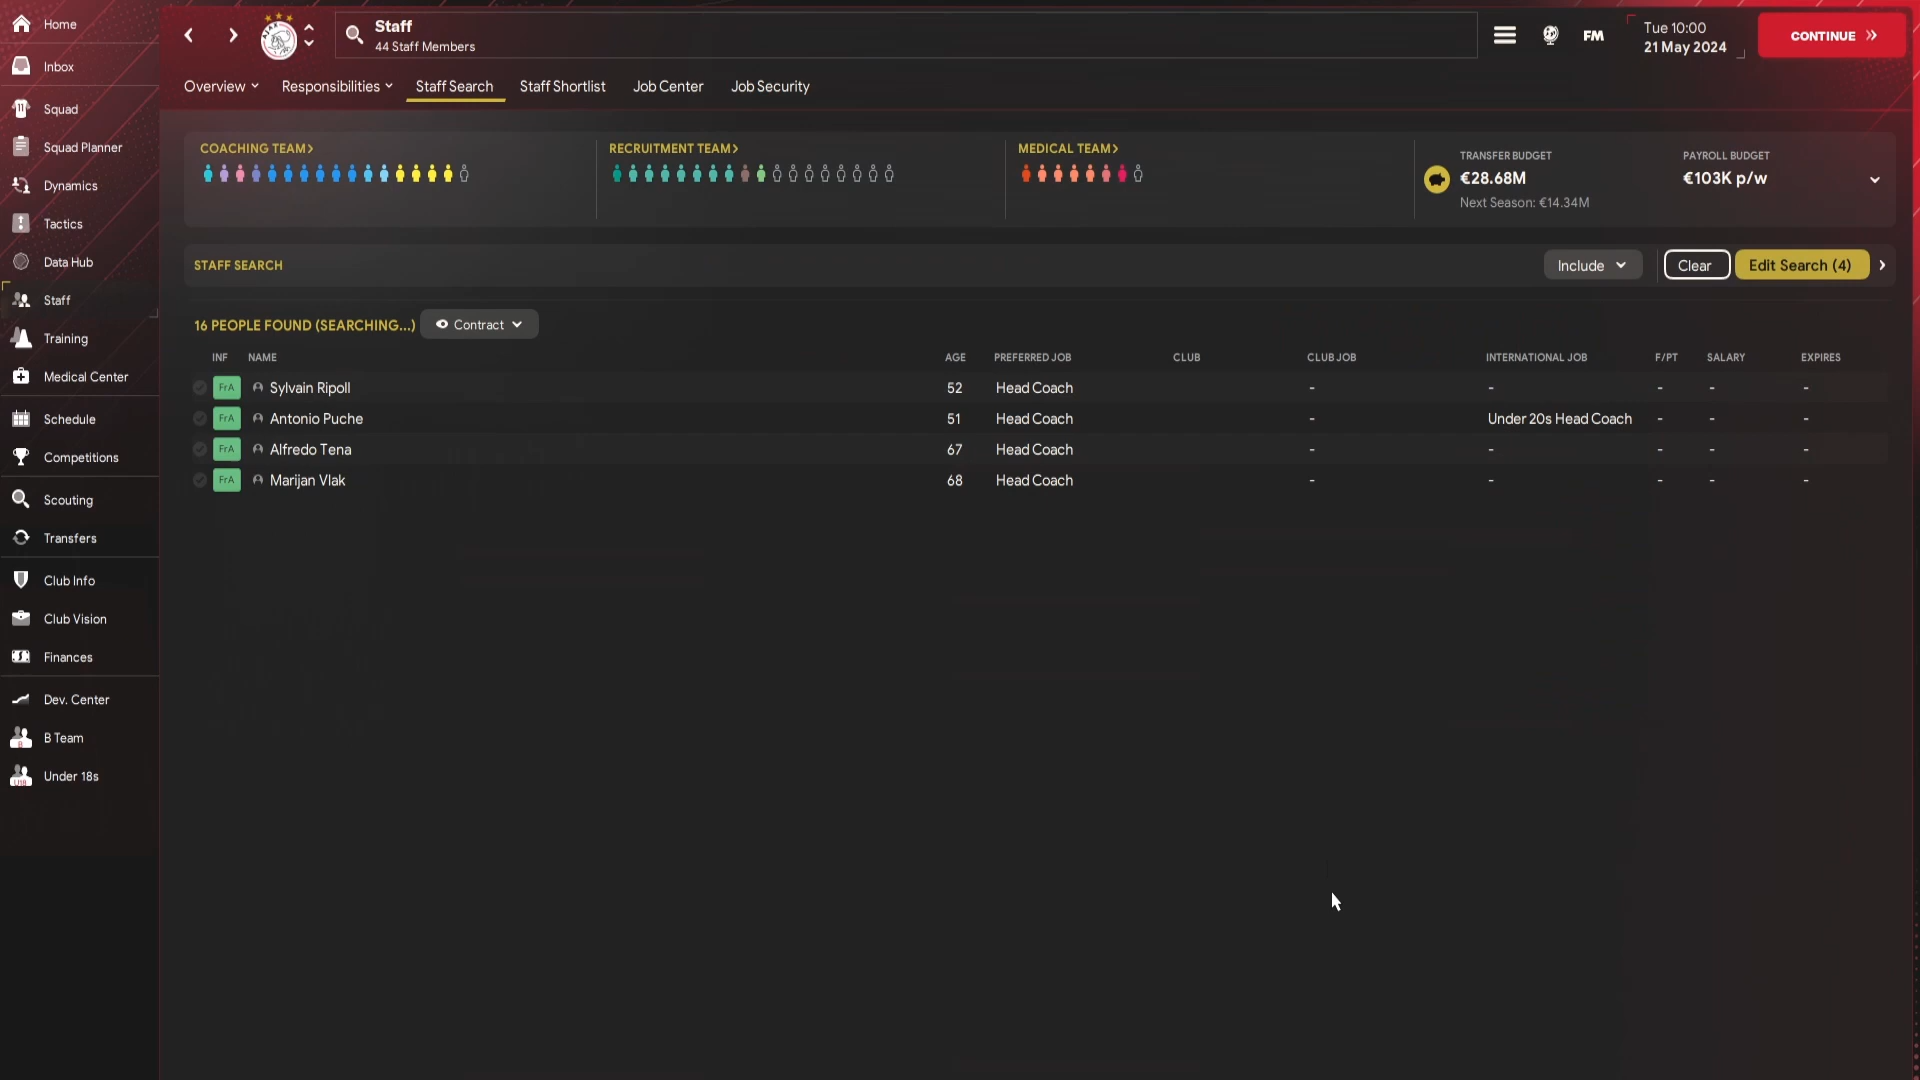 Home
Inbox
Squad
Squad Planner
Dynamics
Tactics
Data Hub
Staff
Training
Medical Center
Schedule
Competitions
Scouting
Transfers
Club Info
Club Vision
Finances
Dev. Center
B Team
Under 18s
Staff
44 Staff Members
FM
Tue 10:00
21 May 2024
CONTINUE
Overview Responsibilities Staff Search Staff Shortlist Job Center Job Security
COACHING TEAM> RECRUITMENT TEAM> MEDICAL TEAM>
TRANSFER BUDGET PAYROLL BUDGET
€28.68M €103K p/w
Next Season: €14.34M
STAFF SEARCH Include Clear Edit Search (4)
16 PEOPLE FOUND (SEARCHING...) Contract
INF NAME AGE PREFERRED JOB CLUB CLUB JOB INTERNATIONAL JOB F/PT SALARY EXPIRES
FrA Sylvain Ripoll 52 Head Coach - - - - -
FrA Antonio Puche 51 Head Coach - Under 20s Head Coach - - -
FrA Alfredo Tena 67 Head Coach - - - - -
FrA Marijan Vlak 68 Head Coach - - - - -